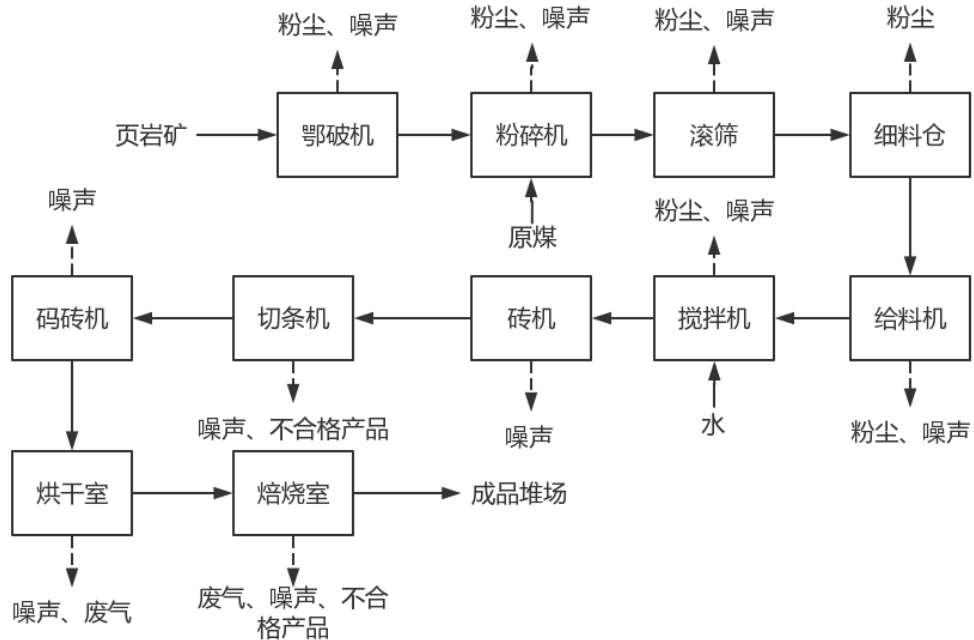 粉尘、噪声
粉尘、噪声
粉尘、噪声
粉尘
页岩矿
鄂破机
粉碎机
滚筛
细料仓
噪声
原煤
粉尘、噪声
码砖机
切条机
砖机
搅拌机
给料机
噪声、不合格产品
噪声
水
粉尘、噪声
烘干室
焙烧室
成品堆场
噪声、废气
废气、噪声、不合
格产品